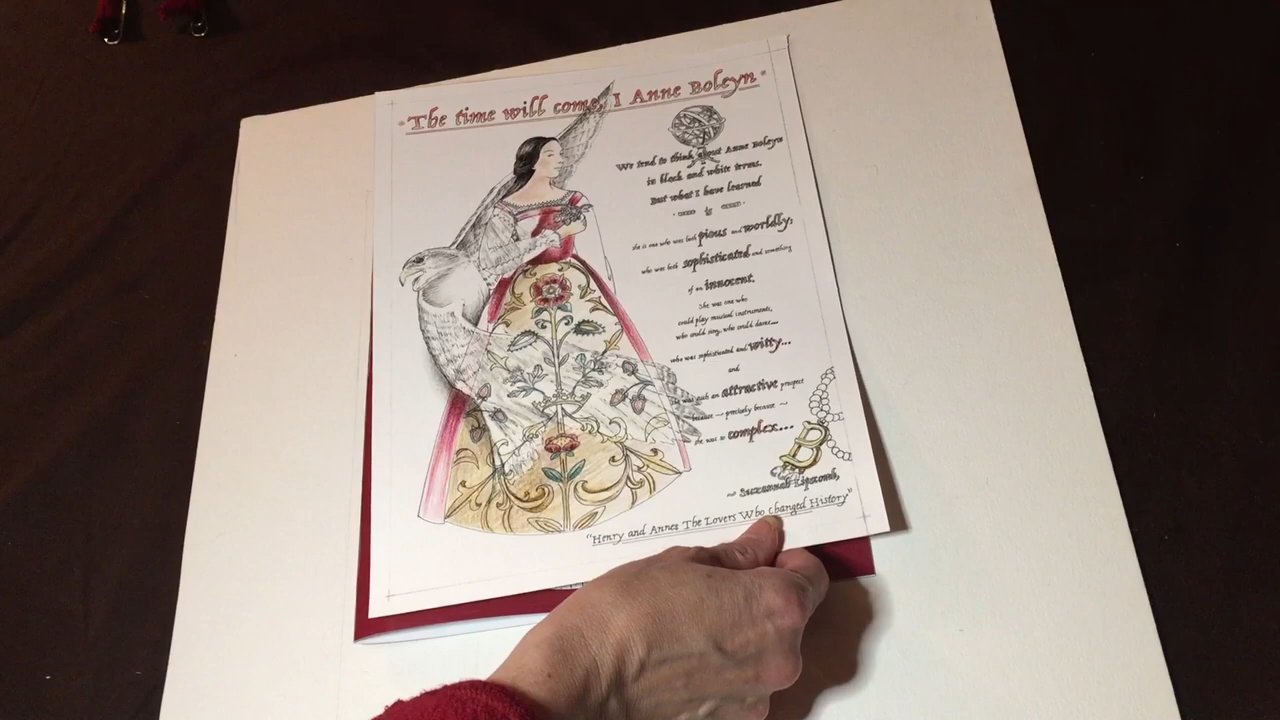 The time will come, I Anne Boleyn
We tend to think about Anne Boleyn
in black and white terms.
But what I have learned
is
she is one who was both pious and worldly;
who was both sophisticated and something
of an innocent.
She was one who
could play musical instruments,
who could sing, who could dance...
who was sophisticated and witty...
and
she was such an attractive prospect
because — precisely because —
she was so complex...
B
Suzannah Lipscomb,
"Henry and Anne: The Lovers Who Changed History"